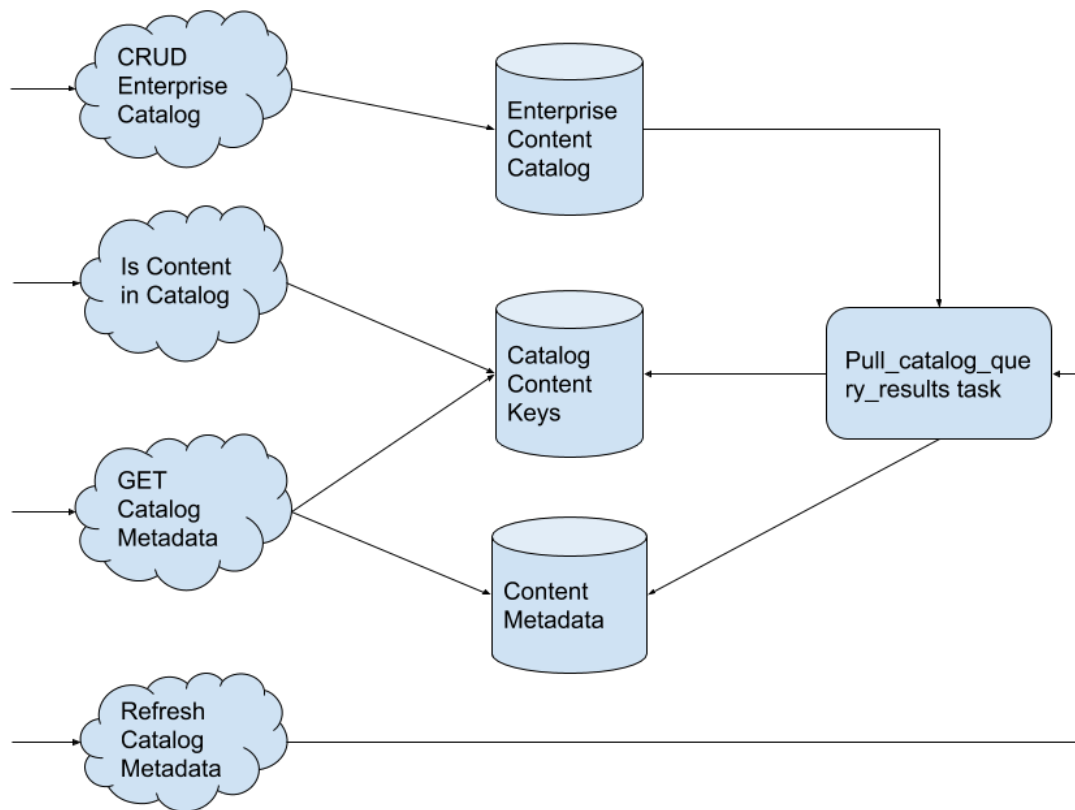 CRUD
Enterprise
Catalog
Enterprise
Content
Catalog
Is Content
in Catalog
Catalog
Content
Keys
Pull_catalog_que
ry_results task
GET
Catalog
Metadata
Content
Metadata
Refresh
Catalog
Metadata